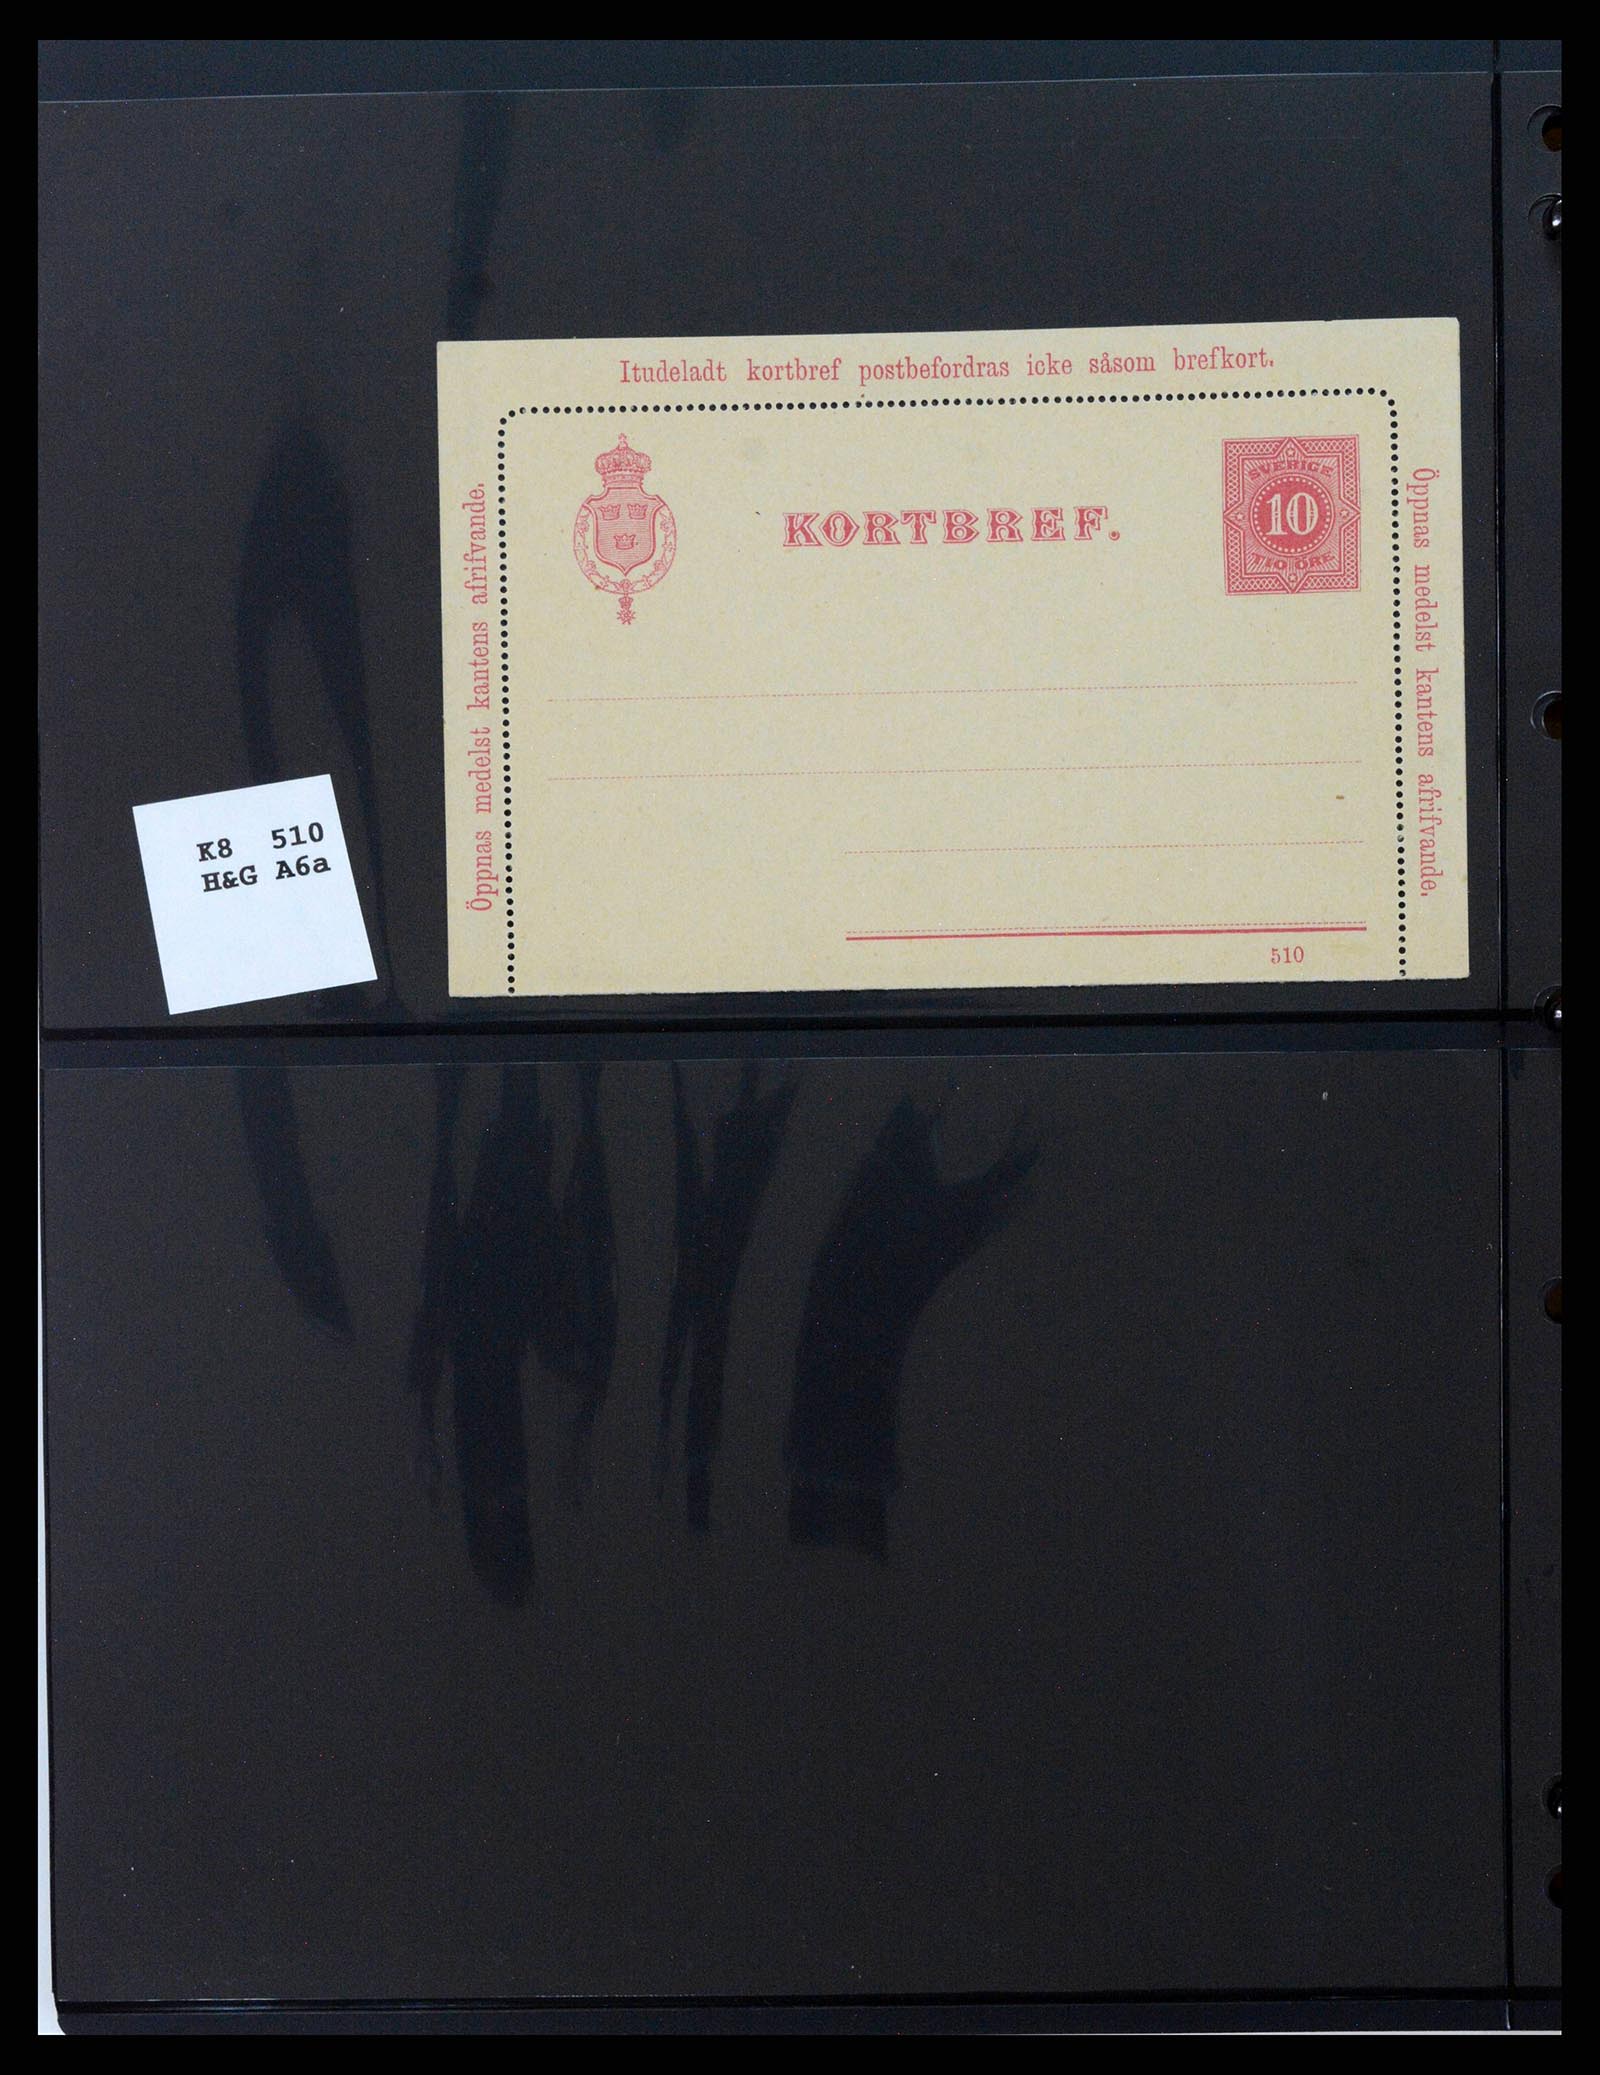 Itudeladt kortbref postbefordras icke såsom brefkort.
Öppnas medelst kantens afrifvande.
KORTBREF.
SVERIGE
10
TIO ÖRE
Öppnas medelst kantens afrifvande.
510
K8 510
H&G A6a